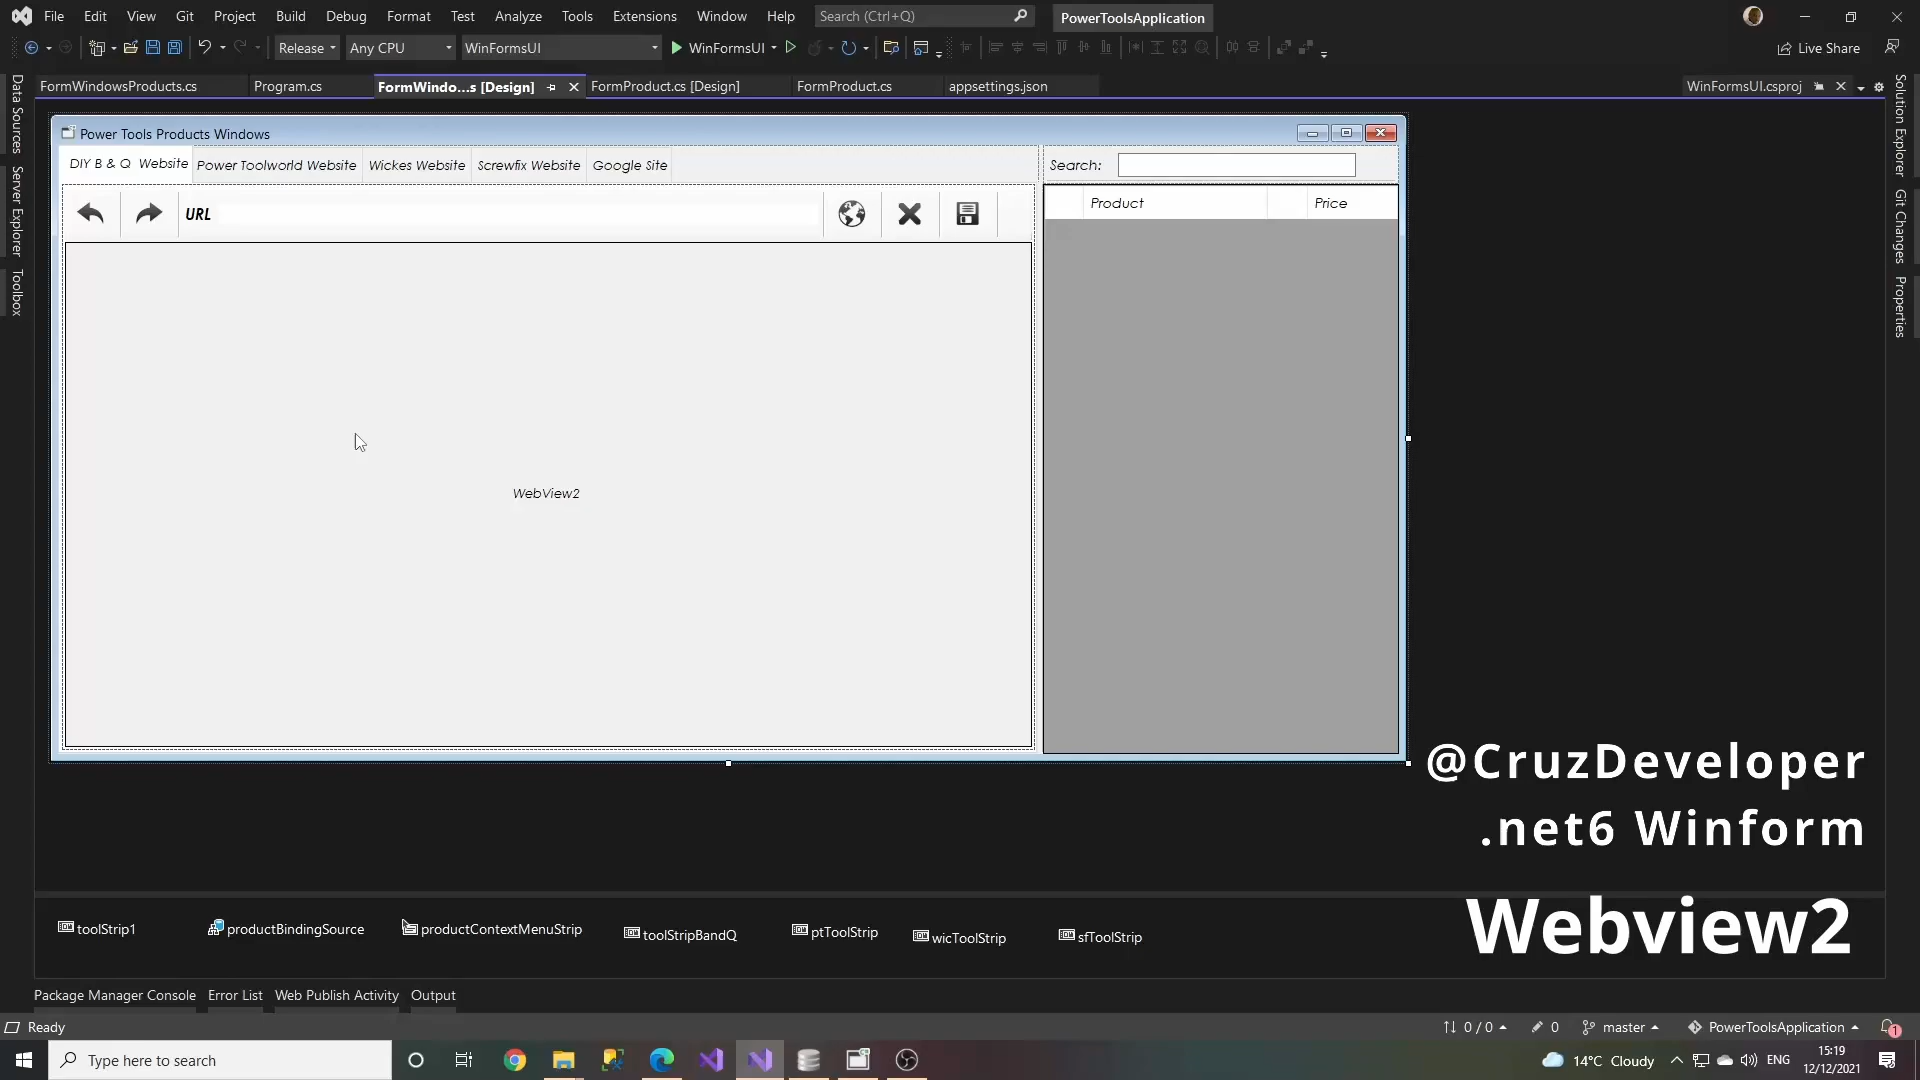 File Edit View Git Project Build Debug Format Test Analyze Tools Extensions Window Help Search (Ctrl+Q) PowerToolsApplication
Release Any CPU WinFormsUI WinFormsUI Live Share
FormWindowsProducts.cs Program.cs FormWindo...s [Design] FormProduct.cs [Design] FormProduct.cs appsettings.json WinFormsUI.csproj
Data Sources
Server Explorer
Toolbox
Power Tools Products Windows
DIY B & Q Website Power Toolworld Website Wickes Website Screwfix Website Google Site Search:
URL
Product Price
WebView2
Solution Explorer
Git Changes
Properties
@CruzDeveloper
.net6 Winform
Webview2
toolStrip1 productBindingSource productContextMenuStrip toolStripBandQ ptToolStrip wicToolStrip sfToolStrip
Package Manager Console Error List Web Publish Activity Output
Ready 0 / 0 0 master PowerToolsApplication 1
Type here to search 14°C Cloudy ENG 15:19
12/12/2021